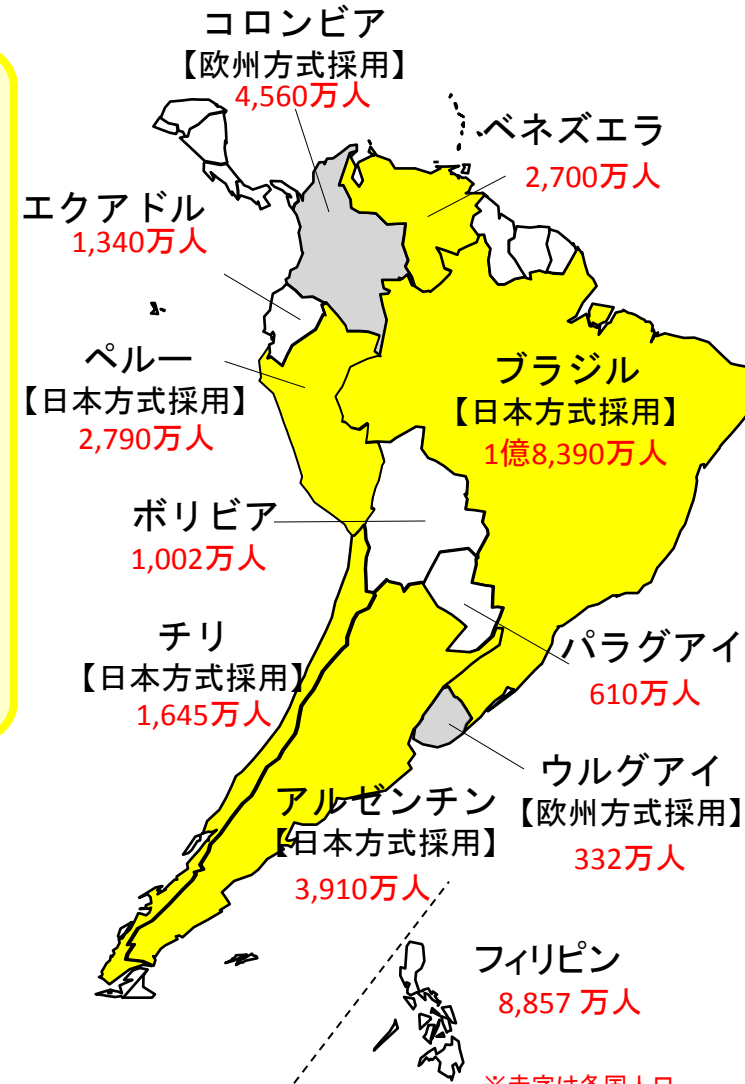 コロンビア
【欧州方式採用】
4,560万人
ベネズエラ
2,700万人
エクアドル
1,340万人
ペルー
【日本方式採用】
2,790万人
ブラジル
【日本方式採用】
1億8,390万人
ボリビア
1,002万人
チリ
【日本方式採用】
1,645万人
パラグアイ
610万人
ウルグアイ
【欧州方式採用】
332万人
アルゼンチン
【日本方式採用】
3,910万人
フィリピン
8,857 万人
※赤字は各国人口